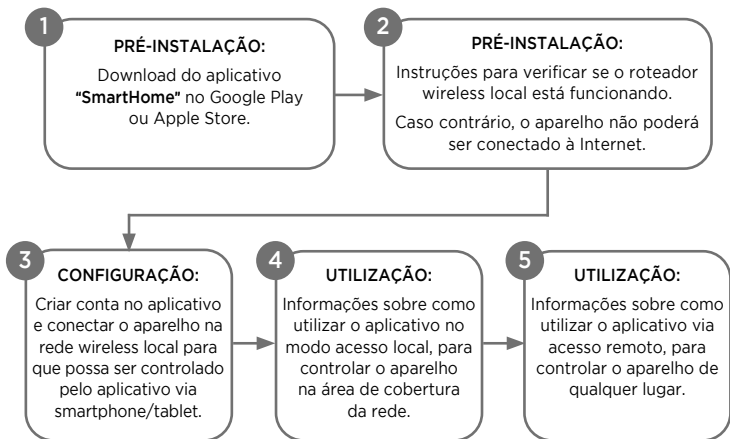 1
PRÉ-INSTALAÇÃO:
Download do aplicativo
"SmartHome" no Google Play
ou Apple Store.
2
PRÉ-INSTALAÇÃO:
Instruções para verificar se o roteador
wireless local está funcionando.
Caso contrário, o aparelho não poderá
ser conectado à Internet.
3
CONFIGURAÇÃO:
Criar conta no aplicativo
e conectar o aparelho na
rede wireless local para
que possa ser controlado
pelo aplicativo via
smartphone/tablet.
4
UTILIZAÇÃO:
Informações sobre como
utilizar o aplicativo no
modo acesso local, para
controlar o aparelho
na área de cobertura
da rede.
5
UTILIZAÇÃO:
Informações sobre como
utilizar o aplicativo via
acesso remoto, para
controlar o aparelho de
qualquer lugar.